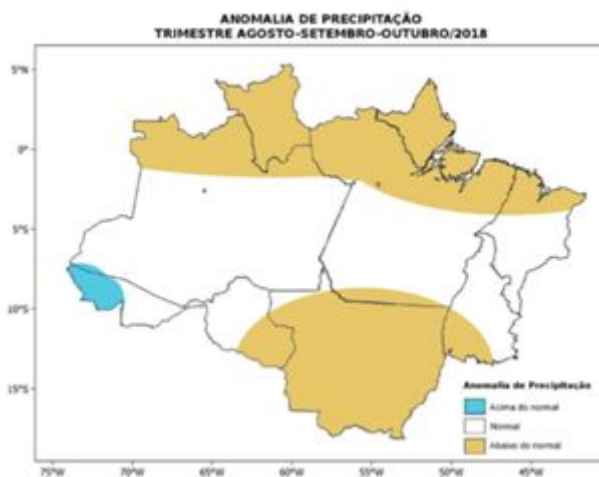 ANOMALIA DE PRECIPITAÇÃO
TRIMESTRE AGOSTO-SETEMBRO-OUTUBRO/2018
5°N
0°
5°S
10°S
15°S
Anomalia de Precipitação
Acima do normal
Normal
Abaixo do normal
75°W 70°W 65°W 60°W 55°W 50°W 45°W